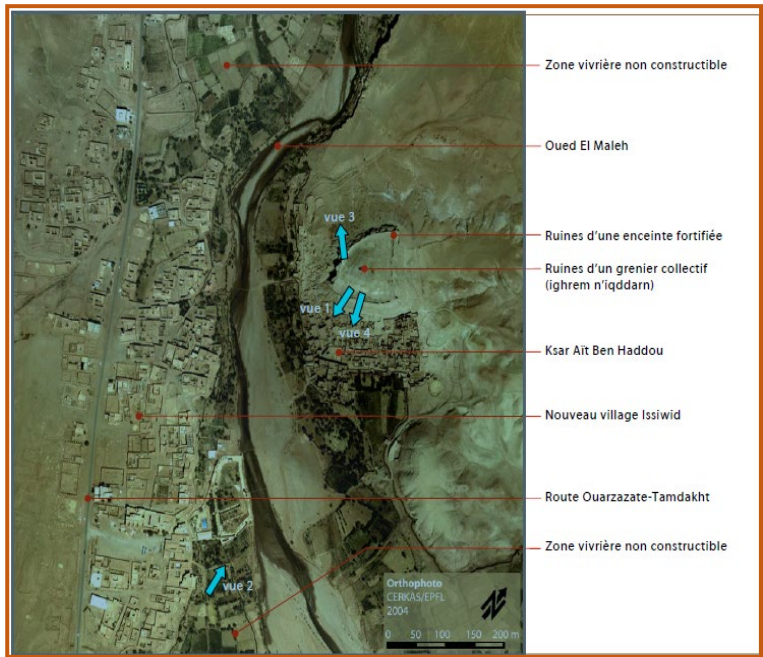 Zone vivrière non constructible
Oued El Maleh
vue 3
Ruines d'une enceinte fortifiée
Ruines d'un grenier collectif
(ighrem n'iqddarn)
vue 1
vue 4
Ksar Aït Ben Haddou
Nouveau village Issiwid
Route Ouarzazate-Tamdakht
Zone vivrière non constructible
vue 2
Orthophoto
CERKAS/EPFL
2004
0 50 100 150 200 m